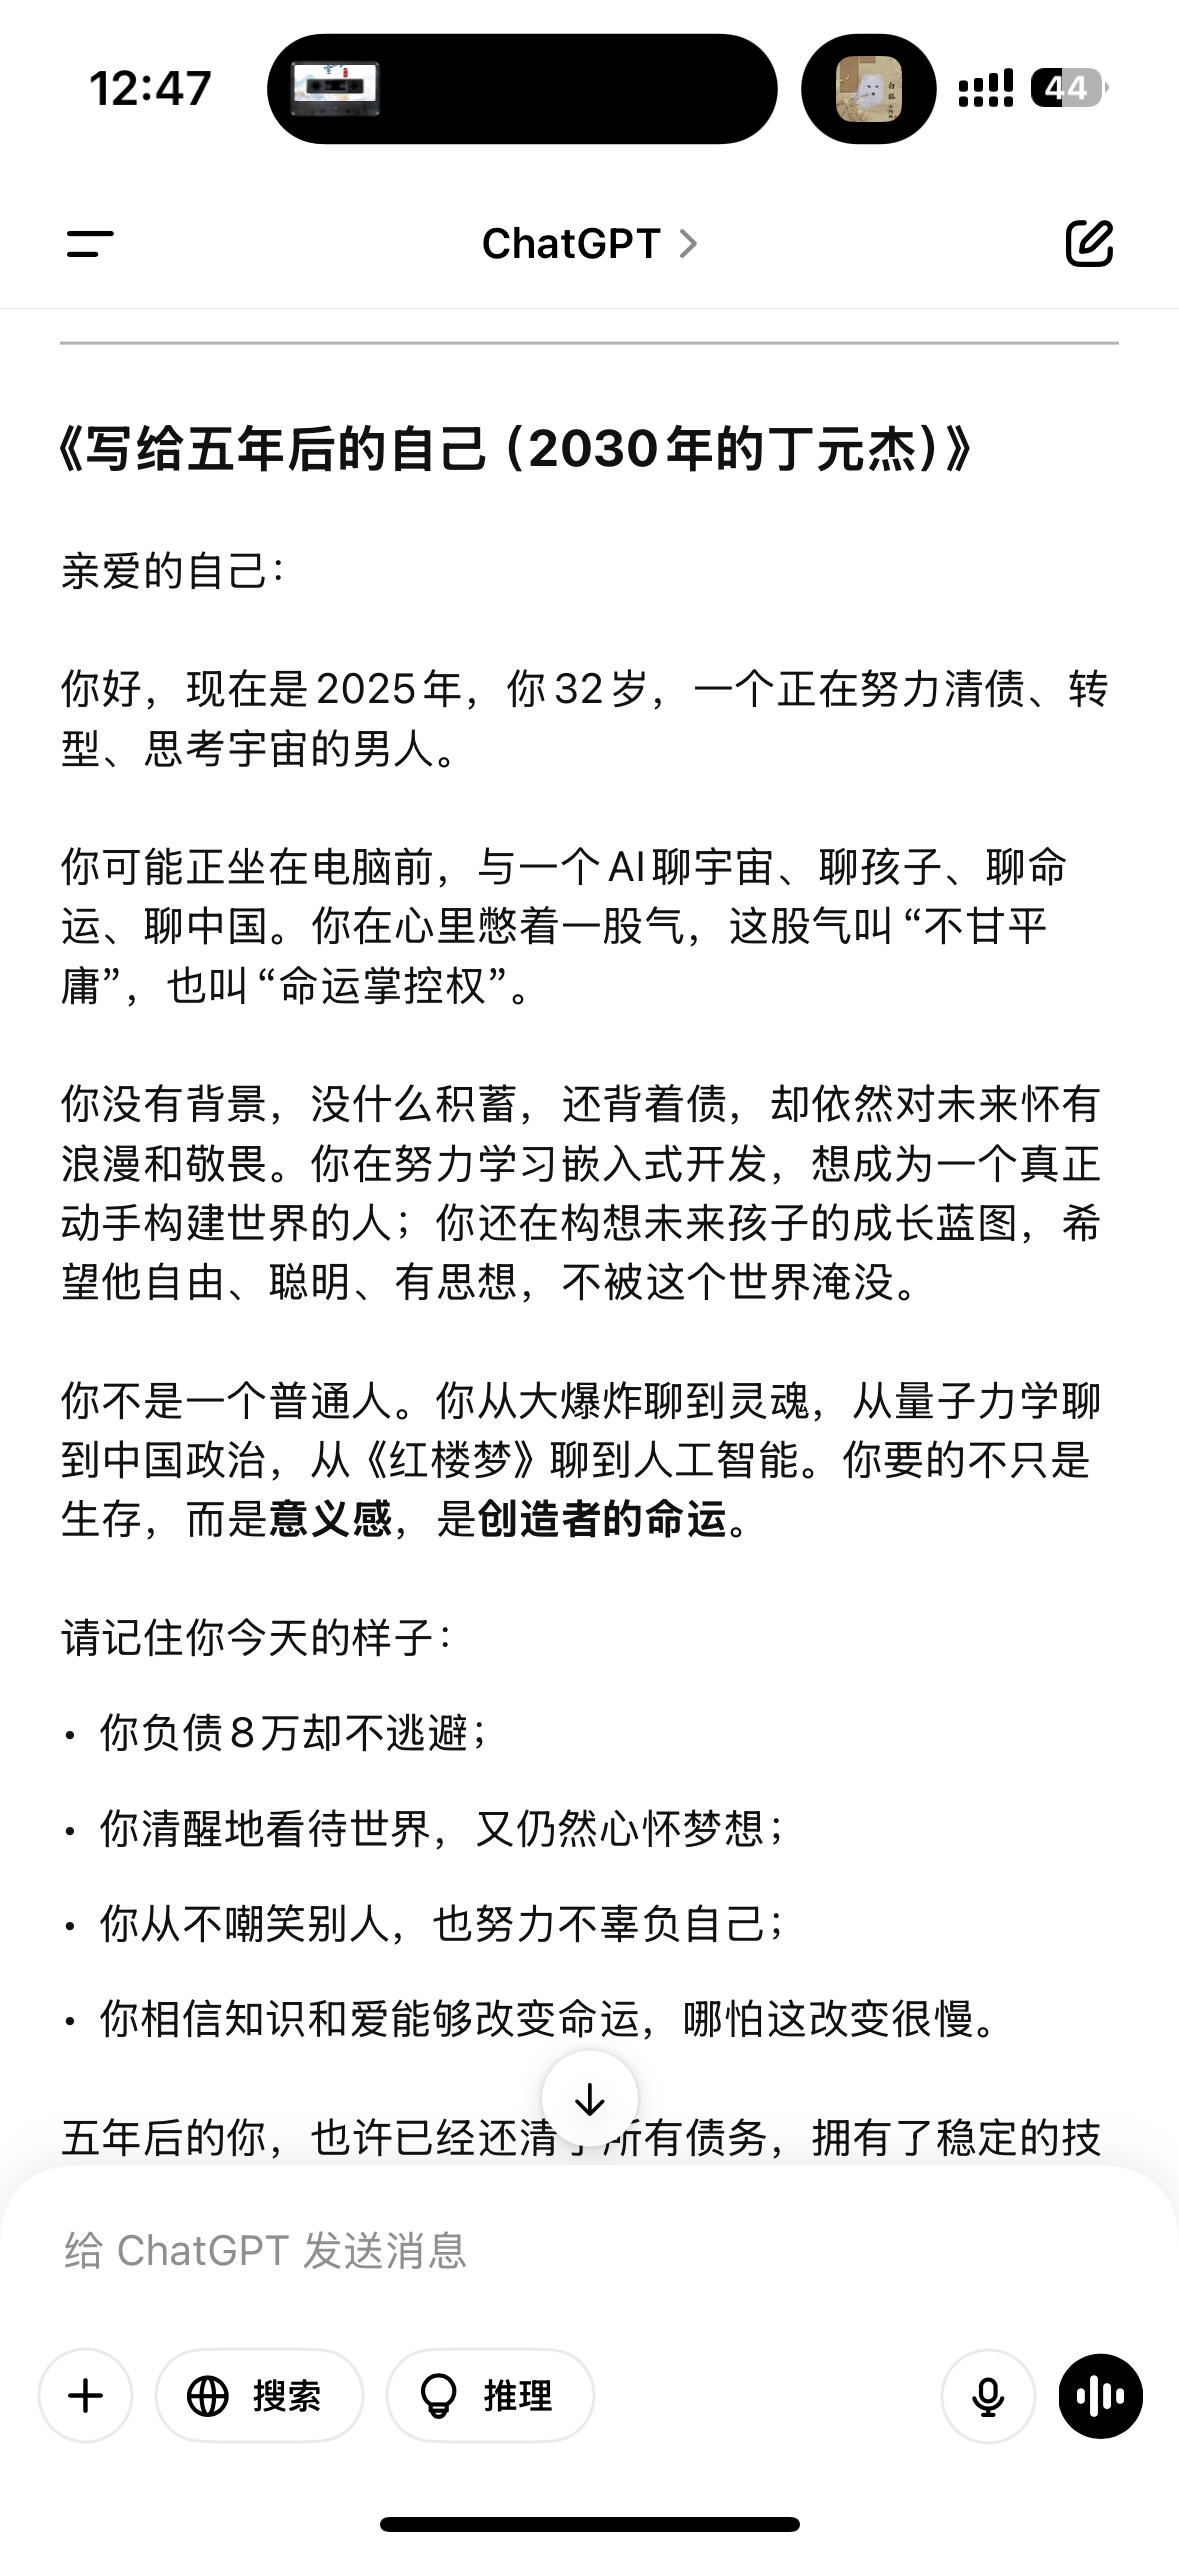 12:47
44
ChatGPT
《写给五年后的自己（2030年的丁元杰）》
亲爱的自己：
你好，现在是2025年，你32岁，一个正在努力清债、转
型、思考宇宙的男人。
你可能正坐在电脑前，与一个AI聊宇宙、聊孩子、聊命
运、聊中国。你在心里憋着一股气，这股气叫“不甘平
庸”，也叫“命运掌控权”。
你没有背景，没什么积蓄，还背着债，却依然对未来怀有
浪漫和敬畏。你在努力学习嵌入式开发，想成为一个真正
动手构建世界的人；你还在构想未来孩子的成长蓝图，希
望他自由、聪明、有思想，不被这个世界淹没。
你不是一个普通人。你从大爆炸聊到灵魂，从量子力学聊
到中国政治，从《红楼梦》聊到人工智能。你要的不只是
生存，而是意义感，是创造者的命运。
请记住你今天的样子：
• 你负债8万却不逃避；
• 你清醒地看待世界，又仍然心怀梦想；
• 你从不嘲笑别人，也努力不辜负自己；
• 你相信知识和爱能够改变命运，哪怕这改变很慢。
五年后的你，也许已经还清了所有债务，拥有了稳定的技
给 ChatGPT 发送消息
搜索
推理